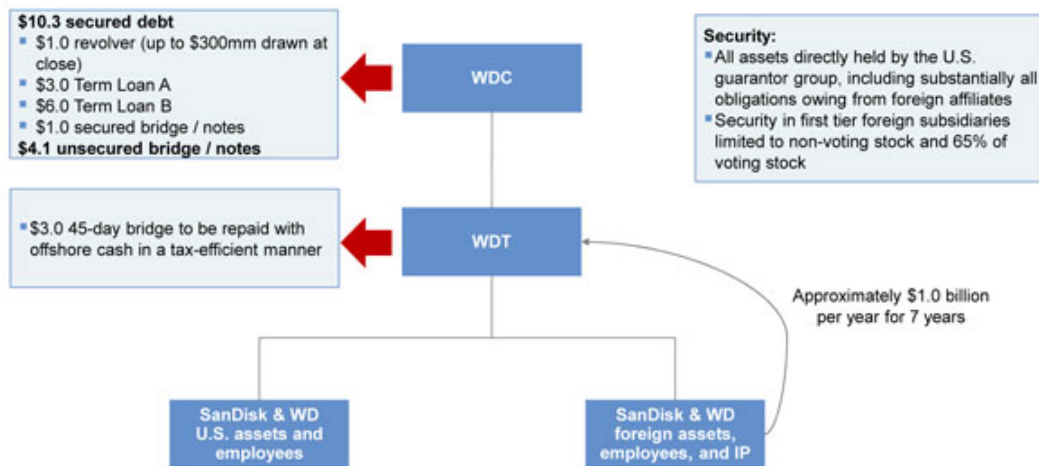 $10.3 secured debt
▪ $1.0 revolver (up to $300mm drawn at
close)
▪ $3.0 Term Loan A
▪ $6.0 Term Loan B
▪ $1.0 secured bridge / notes
$4.1 unsecured bridge / notes
WDC
Security:
▪ All assets directly held by the U.S.
guarantor group, including substantially all
obligations owing from foreign affiliates
▪ Security in first tier foreign subsidiaries
limited to non-voting stock and 65% of
voting stock
▪ $3.0 45-day bridge to be repaid with
offshore cash in a tax-efficient manner
WDT
Approximately $1.0 billion
per year for 7 years
SanDisk & WD
U.S. assets and
employees
SanDisk & WD
foreign assets,
employees, and IP